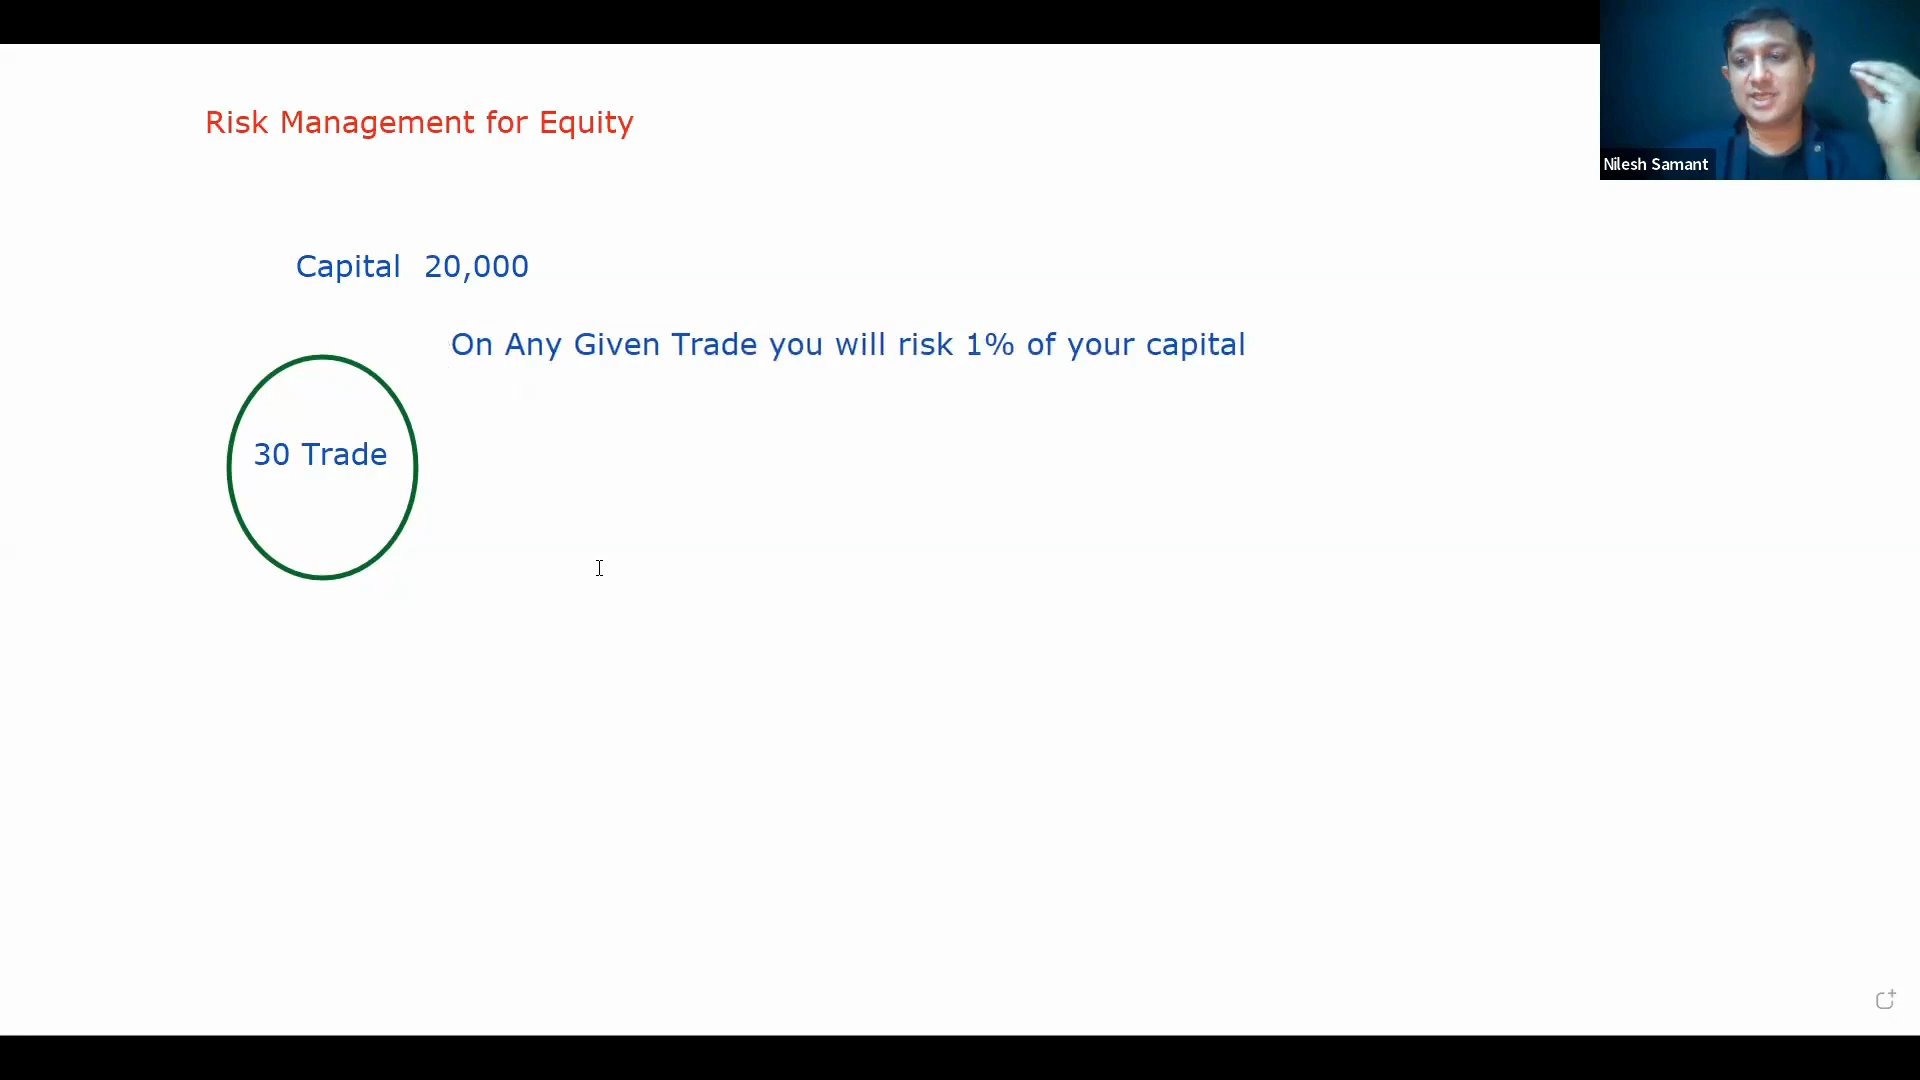 Risk Management for Equity
Nilesh Samant
Capital 20,000
On Any Given Trade you will risk 1% of your capital
30 Trade